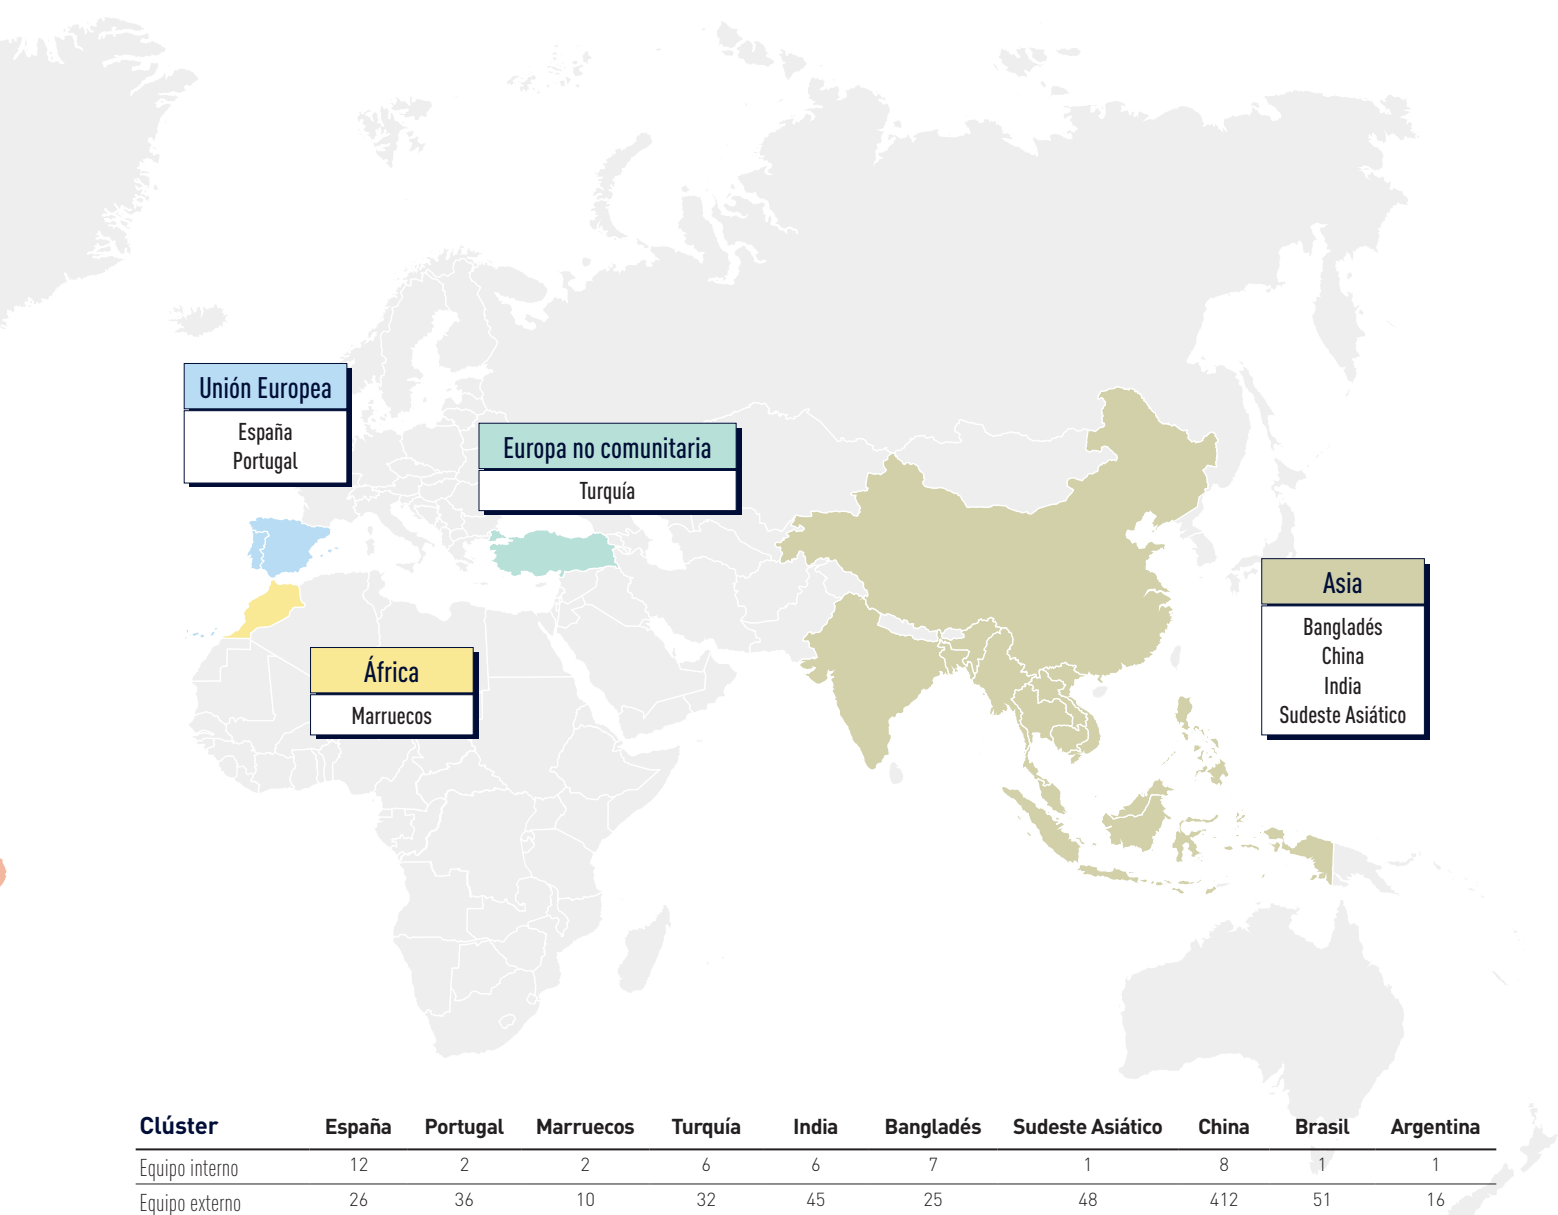 Unión Europea
España
Portugal
Europa no comunitaria
Turquía
África
Marruecos
Asia
Bangladés
China
India
Sudeste Asiático
Clúster España Portugal Marruecos Turquía India Bangladés Sudeste Asiático China Brasil Argentina
Equipo interno 12 2 2 6 6 7 1 8 1 1
Equipo externo 26 36 10 32 45 25 48 412 51 16